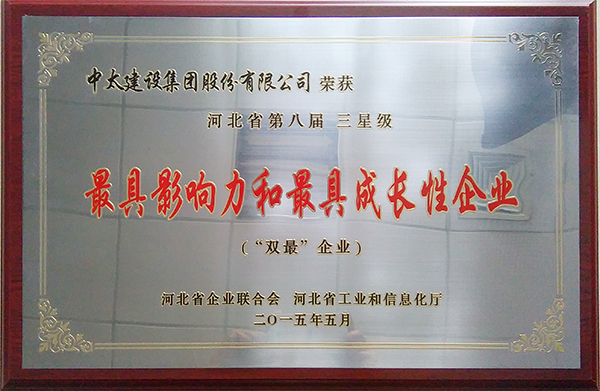 中太建设集团股份有限公司 荣获
河北省第八届 三星级
最具影响力和最具成长性企业
(“双最”企业)
河北省企业联合会 河北省工业和信息化厅
二〇一五年五月